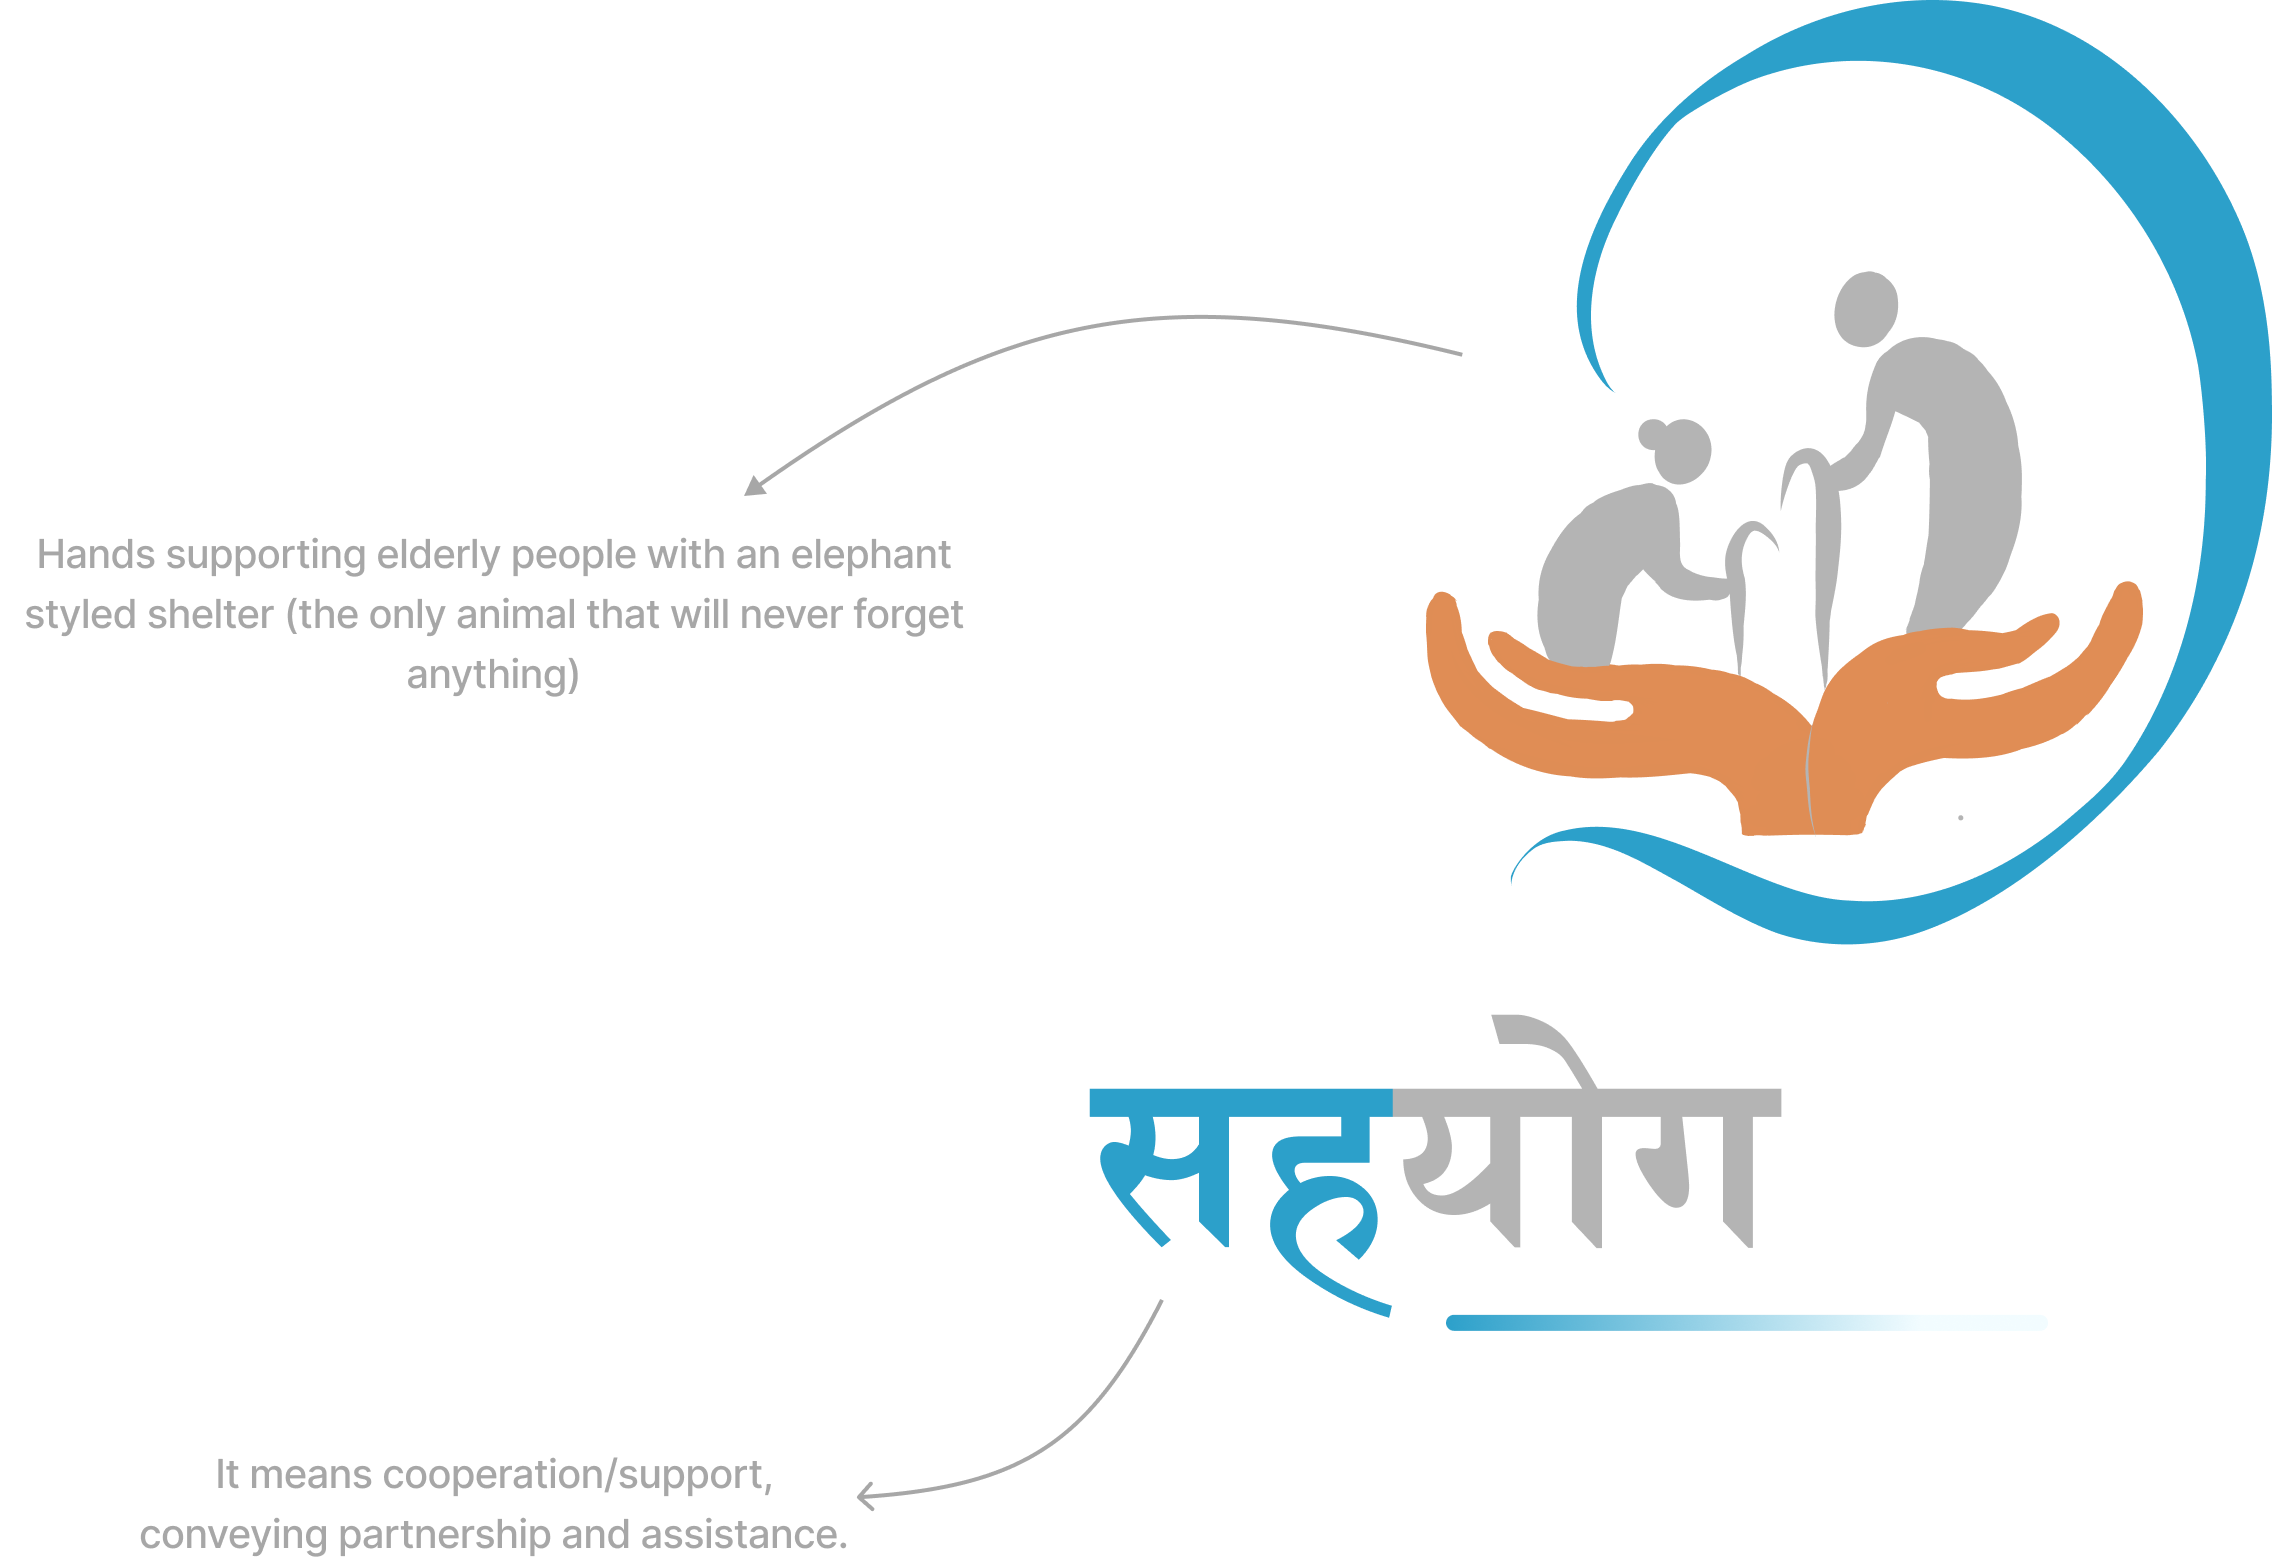 Hands supporting elderly people with an elephant
styled shelter (the only animal that will never forget
anything)
सहयोग
It means cooperation/support,
conveying partnership and assistance.